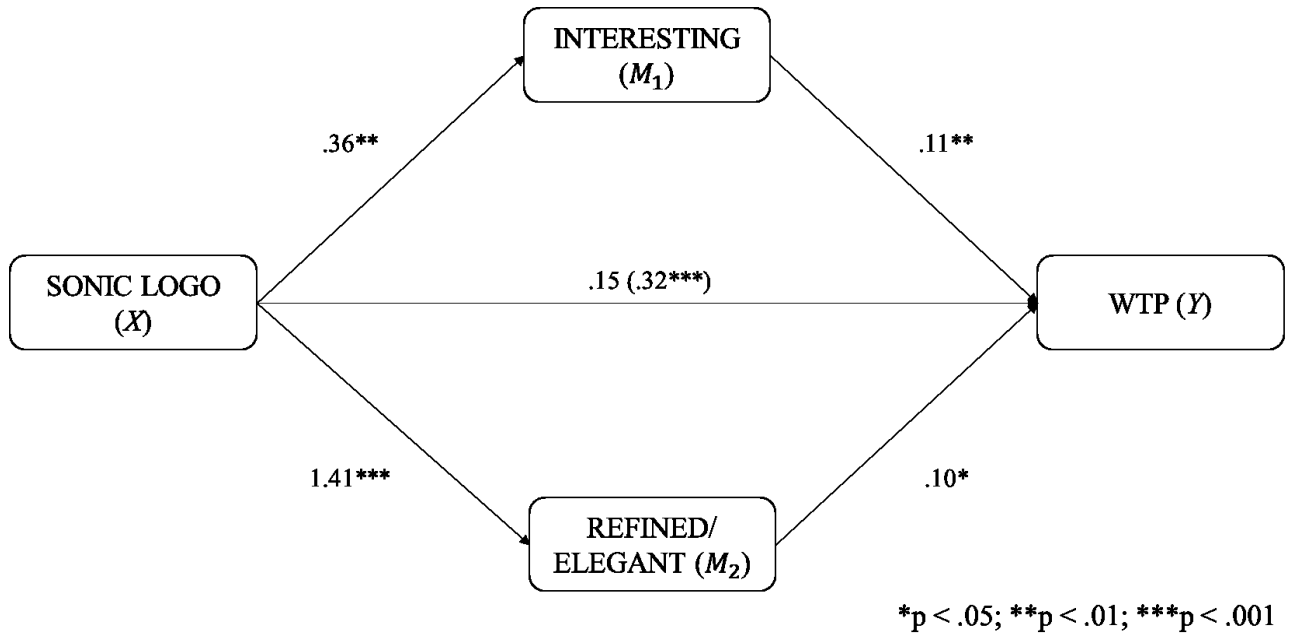 INTERESTING
(M₁)
.36**
.11**
SONIC LOGO
(X)
.15 (.32***)
WTP (Y)
1.41***
.10*
REFINED/
ELEGANT (M₂)
*p < .05; **p < .01; ***p < .001